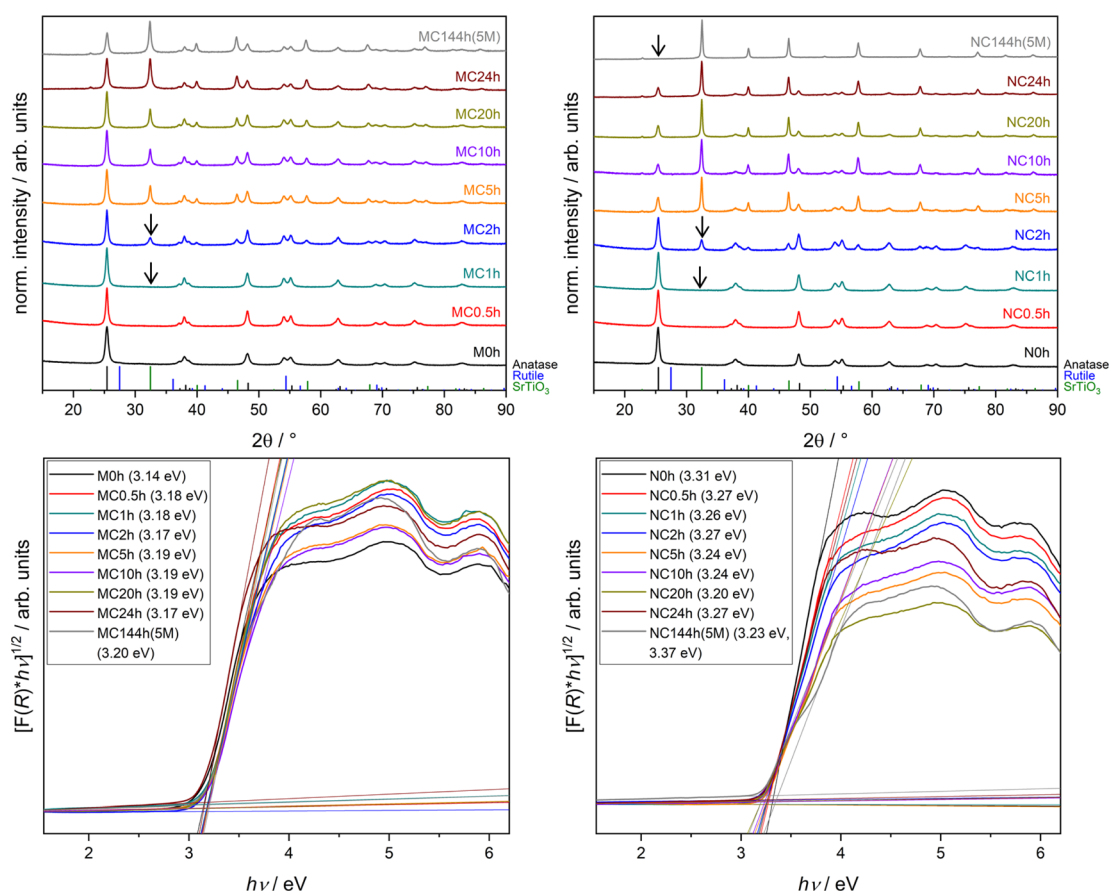 norm. intensity / arb. units
MC144h(5M)
MC24h
MC20h
MC10h
MC5h
MC2h
MC1h
MC0.5h
M0h
Anatase
Rutile
SrTiO3
15 20 30 40 50 60 70 80 90
2θ / °
norm. intensity / arb. units
NC144h(5M)
NC24h
NC20h
NC10h
NC5h
NC2h
NC1h
NC0.5h
N0h
Anatase
Rutile
SrTiO3
20 30 40 50 60 70 80 90
2θ / °
[F(R)*hν]1/2 / arb. units
M0h (3.14 eV)
MC0.5h (3.18 eV)
MC1h (3.18 eV)
MC2h (3.17 eV)
MC5h (3.19 eV)
MC10h (3.19 eV)
MC20h (3.19 eV)
MC24h (3.17 eV)
MC144h(5M)
(3.20 eV)
2 3 4 5 6
hν / eV
[F(R)*hν]1/2 / arb. units
N0h (3.31 eV)
NC0.5h (3.27 eV)
NC1h (3.26 eV)
NC2h (3.27 eV)
NC5h (3.24 eV)
NC10h (3.24 eV)
NC20h (3.20 eV)
NC24h (3.27 eV)
NC144h(5M) (3.23 eV,
3.37 eV)
2 3 4 5 6
hν / eV